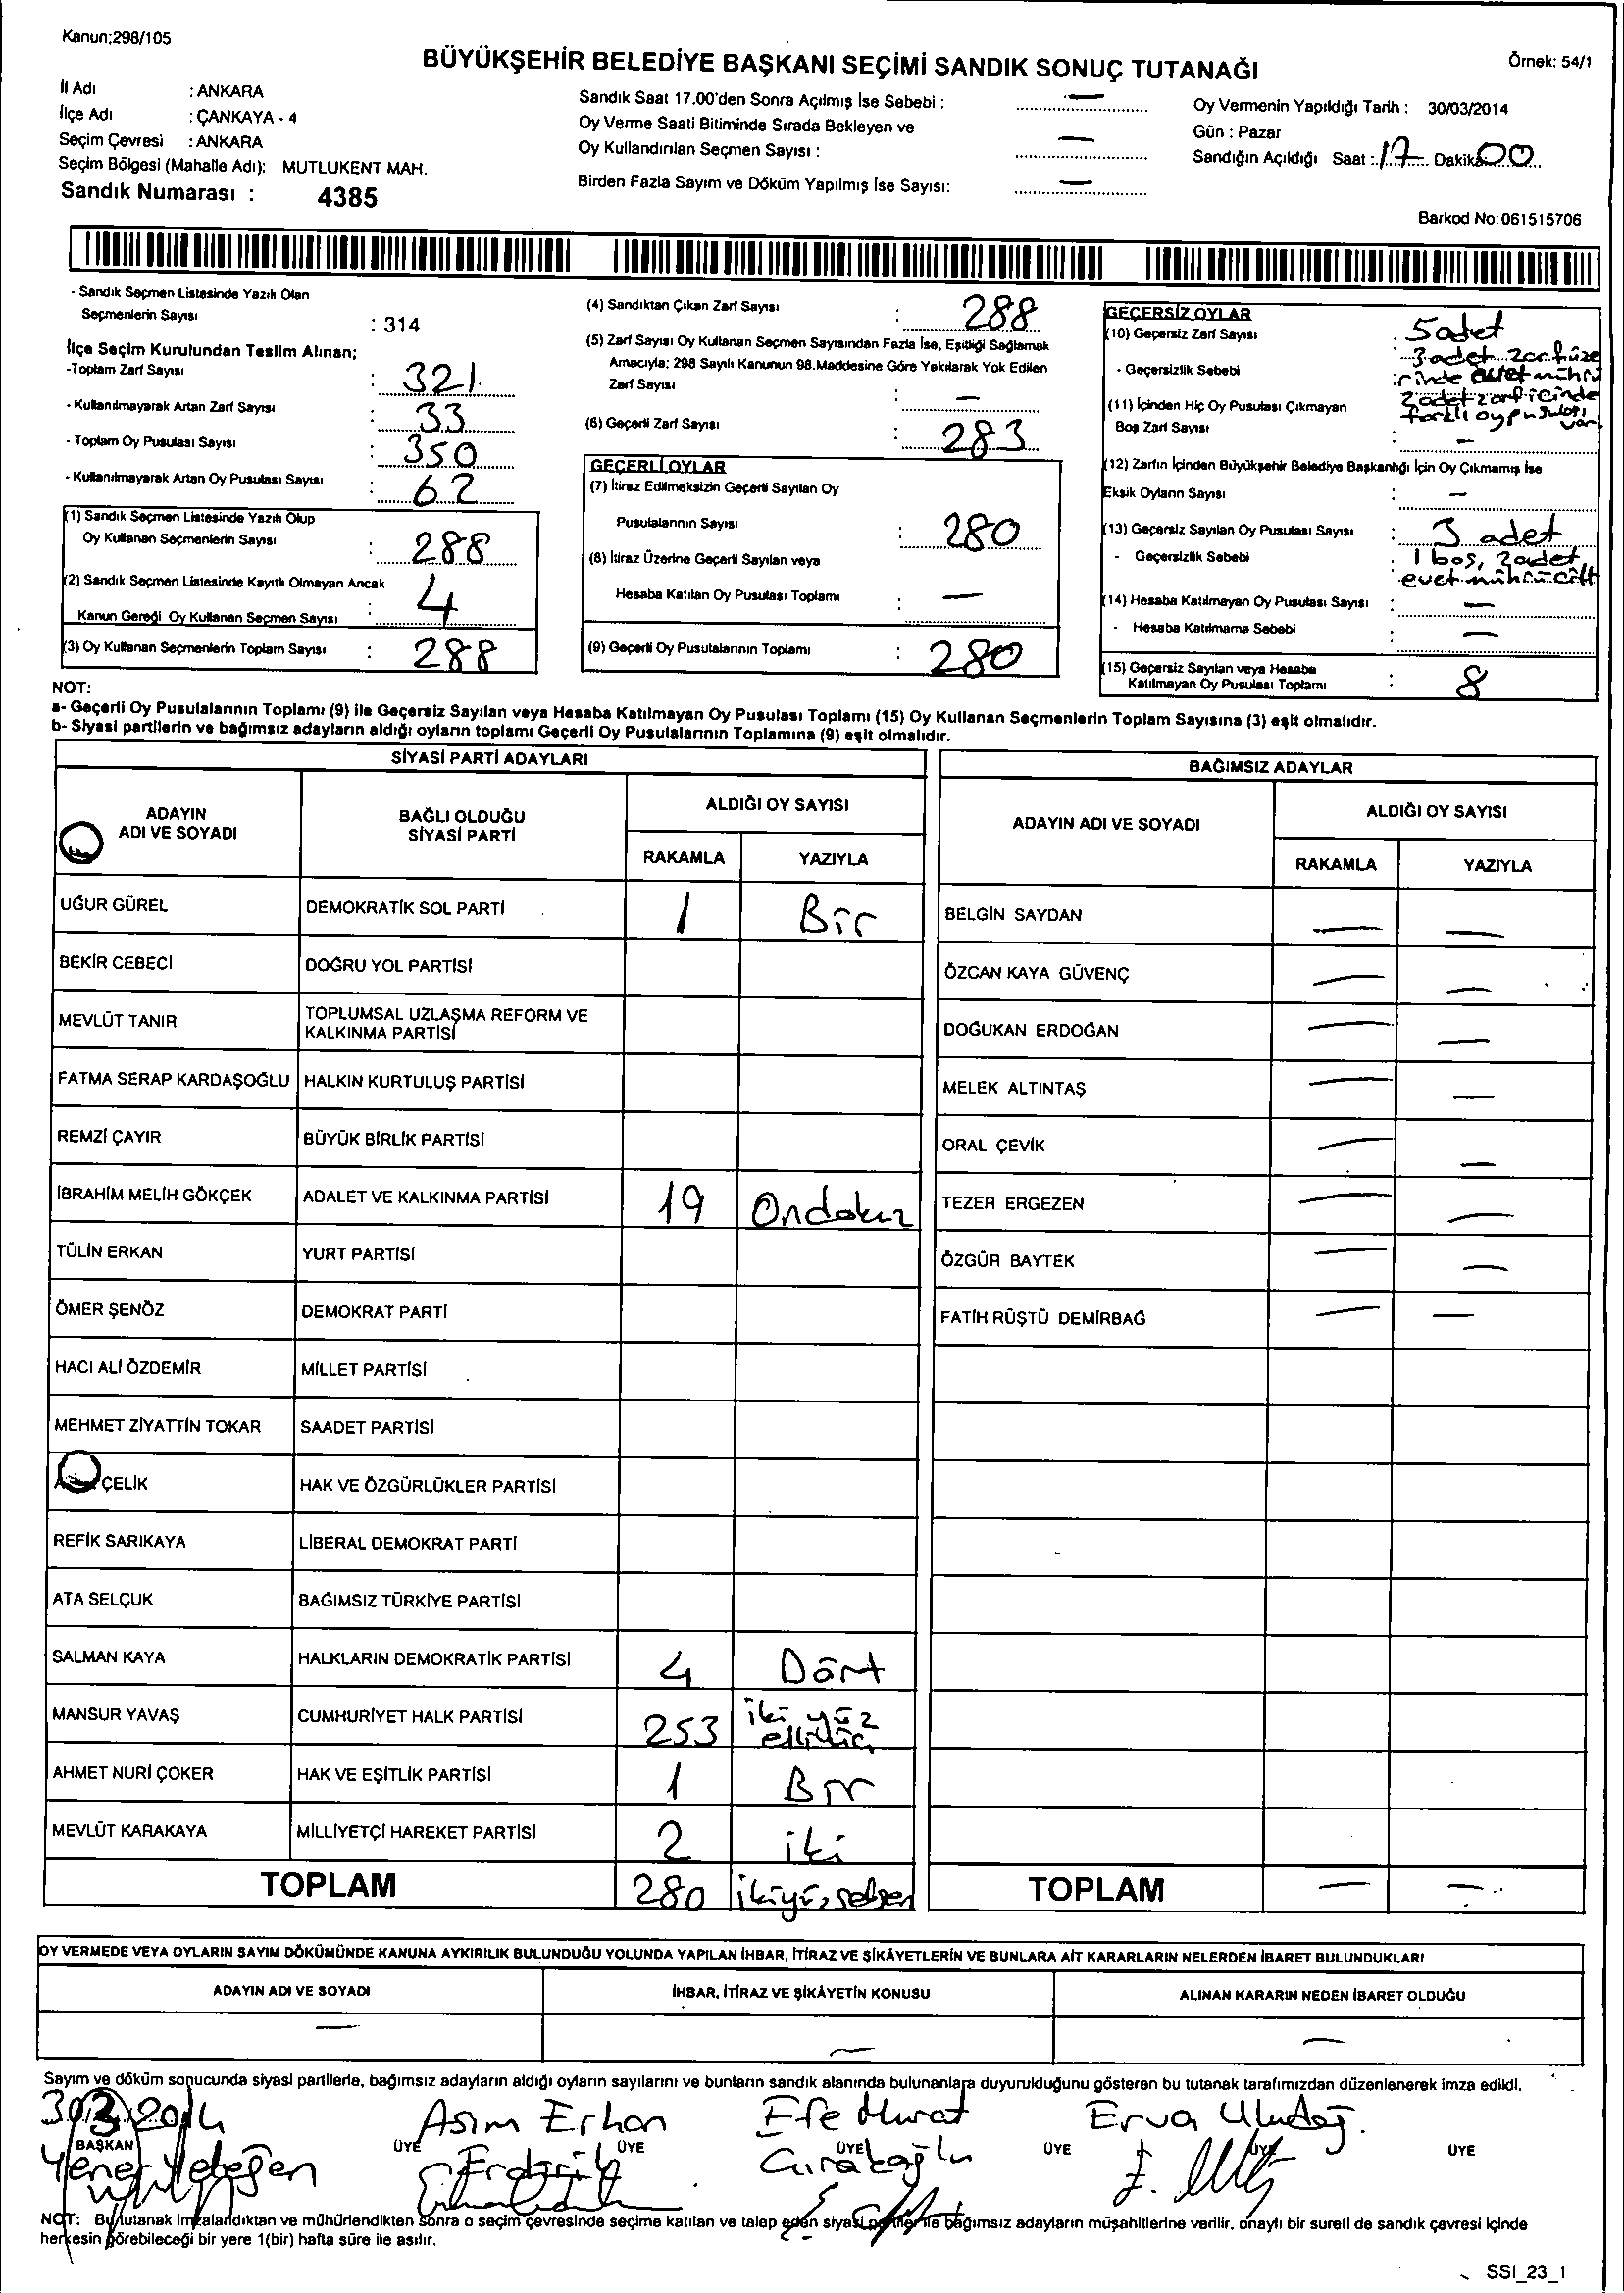 Kanun:298/105
BÜYÜKŞEHİR BELEDİYE BAŞKANI SEÇİMİ SANDIK SONUÇ TUTANAĞI
Örnek: 54/1
İl Adı : ANKARA
İlçe Adı : ÇANKAYA - 4
Seçim Çevresi : ANKARA
Seçim Bölgesi (Mahalle Adı): MUTLUKENT MAH.
Sandık Numarası : 4385
Sandık Saat 17.00'den Sonra Açılmış İse Sebebi : —
Oy Verme Saati Bitiminde Sırada Bekleyen ve
Oy Kullandırılan Seçmen Sayısı : —
Birden Fazla Sayım ve Döküm Yapılmış İse Sayısı: —
Oy Vermenin Yapıldığı Tarih : 30/03/2014
Gün : Pazar
Sandığın Açıldığı Saat : 17 Dakika 00
Barkod No:061515706
- Sandık Seçmen Listesinde Yazılı Olan
Seçmenlerin Sayısı : 314
İlçe Seçim Kurulundan Teslim Alınan;
-Toplam Zarf Sayısı : 321
- Kullanılmayarak Artan Zarf Sayısı : 33
- Toplam Oy Pusulası Sayısı : 350
- Kullanılmayarak Artan Oy Pusulası Sayısı : 62
(1) Sandık Seçmen Listesinde Yazılı Olup
Oy Kullanan Seçmenlerin Sayısı : 288
(2) Sandık Seçmen Listesinde Kayıtlı Olmayan Ancak
Kanun Gereği Oy Kullanan Seçmen Sayısı : 4
(3) Oy Kullanan Seçmenlerin Toplam Sayısı : 288
(4) Sandıktan Çıkan Zarf Sayısı : 288
(5) Zarf Sayısı Oy Kullanan Seçmen Sayısından Fazla İse, Eşitliği Sağlamak
Amacıyla; 298 Sayılı Kanunun 98.Maddesine Göre Yakılarak Yok Edilen
Zarf Sayısı : —
(6) Geçerli Zarf Sayısı : 283
GEÇERLİ OYLAR
(7) İtiraz Edilmeksizin Geçerli Sayılan Oy
Pusulalarının Sayısı : 280
(8) İtiraz Üzerine Geçerli Sayılan veya
Hesaba Katılan Oy Pusulası Toplamı : —
(9) Geçerli Oy Pusulalarının Toplamı : 280
GEÇERSİZ OYLAR
(10) Geçersiz Zarf Sayısı : 5 adet
- Geçersizlik Sebebi : 3 adet zarf üze
rinde evet mührü
2 adet zarf içinde
farklı oy pusulası var
(11) İçinden Hiç Oy Pusulası Çıkmayan
Boş Zarf Sayısı : —
(12) Zarfın İçinden Büyükşehir Belediye Başkanlığı İçin Oy Çıkmamış İse
Eksik Oyların Sayısı : —
(13) Geçersiz Sayılan Oy Pusulası Sayısı : 3 adet
- Geçersizlik Sebebi : 1 boş, 2 adet
evet mührü çift
(14) Hesaba Katılmayan Oy Pusulası Sayısı : —
- Hesaba Katılmama Sebebi : —
(15) Geçersiz Sayılan veya Hesaba
Katılmayan Oy Pusulası Toplamı : 8
NOT:
a- Geçerli Oy Pusulalarının Toplamı (9) ile Geçersiz Sayılan veya Hesaba Katılmayan Oy Pusulası Toplamı (15) Oy Kullanan Seçmenlerin Toplam Sayısına (3) eşit olmalıdır.
b- Siyasi partilerin ve bağımsız adayların aldığı oyların toplamı Geçerli Oy Pusulalarının Toplamına (9) eşit olmalıdır.
SİYASİ PARTİ ADAYLARI
ADAYIN ADI VE SOYADI
BAĞLI OLDUĞU SİYASİ PARTİ
ALDIĞI OY SAYISI
RAKAMLA YAZIYLA
UĞUR GÜREL DEMOKRATİK SOL PARTİ 1 Bir
BEKİR CEBECİ DOĞRU YOL PARTİSİ
MEVLÜT TANIR TOPLUMSAL UZLAŞMA REFORM VE
KALKINMA PARTİSİ
FATMA SERAP KARDAŞOĞLU HALKIN KURTULUŞ PARTİSİ
REMZİ ÇAYIR BÜYÜK BİRLİK PARTİSİ
İBRAHİM MELİH GÖKÇEK ADALET VE KALKINMA PARTİSİ 19 Ondokuz
TÜLİN ERKAN YURT PARTİSİ
ÖMER ŞENÖZ DEMOKRAT PARTİ
HACI ALİ ÖZDEMİR MİLLET PARTİSİ
MEHMET ZİYATTİN TOKAR SAADET PARTİSİ
ÇELİK HAK VE ÖZGÜRLÜKLER PARTİSİ
REFİK SARIKAYA LİBERAL DEMOKRAT PARTİ
ATA SELÇUK BAĞIMSIZ TÜRKİYE PARTİSİ
SALMAN KAYA HALKLARIN DEMOKRATİK PARTİSİ 4 Dört
MANSUR YAVAŞ CUMHURİYET HALK PARTİSİ 253 iki yüz
elliüç
AHMET NURİ ÇOKER HAK VE EŞİTLİK PARTİSİ 1 Bir
MEVLÜT KARAKAYA MİLLİYETÇİ HAREKET PARTİSİ 2 iki
TOPLAM 280 ikiyüzseksen
BAĞIMSIZ ADAYLAR
ADAYIN ADI VE SOYADI
ALDIĞI OY SAYISI
RAKAMLA YAZIYLA
BELGİN SAYDAN — —
ÖZCAN KAYA GÜVENÇ — —
DOĞUKAN ERDOĞAN — —
MELEK ALTINTAŞ — —
ORAL ÇEVİK — —
TEZER ERGEZEN — —
ÖZGÜR BAYTEK — —
FATİH RÜŞTÜ DEMİRBAĞ — —
TOPLAM — —
OY VERMEDE VEYA OYLARIN SAYIM DÖKÜMÜNDE KANUNA AYKIRILIK BULUNDUĞU YOLUNDA YAPILAN İHBAR, İTİRAZ VE ŞİKÂYETLERİN VE BUNLARA AİT KARARLARIN NELERDEN İBARET BULUNDUKLARI
ADAYIN ADI VE SOYADI İHBAR, İTİRAZ VE ŞİKÂYETİN KONUSU ALINAN KARARIN NEDEN İBARET OLDUĞU
— — —
Sayım ve döküm sonucunda siyasi partilerle, bağımsız adayların aldığı oyların sayılarını ve bunların sandık alanında bulunanlara duyurulduğunu gösteren bu tutanak tarafımızdan düzenlenerek imza edildi.
30.3.2014 Asım Erhan Efe Murat Erva Uludağ
BAŞKAN ÜYE ÜYE ÜYE ÜYE ÜYE ÜYE
Yener
NOT: Bu tutanak imzalandıktan ve mühürlendikten sonra o seçim çevresinde seçime katılan ve talep eden siyasi partiler ile bağımsız adayların müşahitlerine verilir, onaylı bir sureti de sandık çevresi içinde
herkesin görebileceği bir yere 1(bir) hafta süre ile asılır.
SSI_23_1